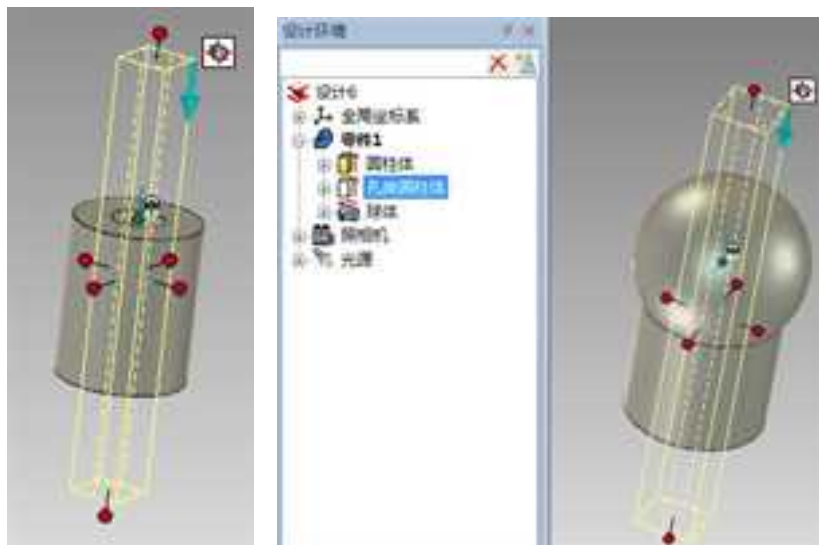 设计环境
设计6
全局坐标系
零件1
圆柱体
孔类圆柱体
球体
照相机
光源